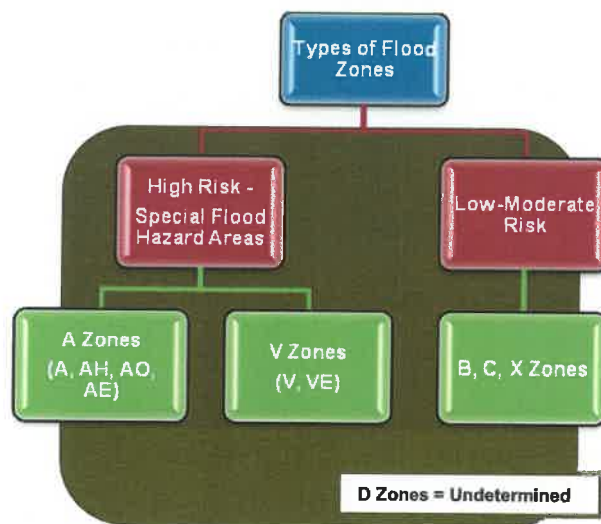 Types of Flood
Zones
High Risk -
Special Flood
Hazard Areas
Low-Moderate
Risk
A Zones
(A, AH, AO,
AE)
V Zones
(V, VE)
B, C, X Zones
D Zones = Undetermined